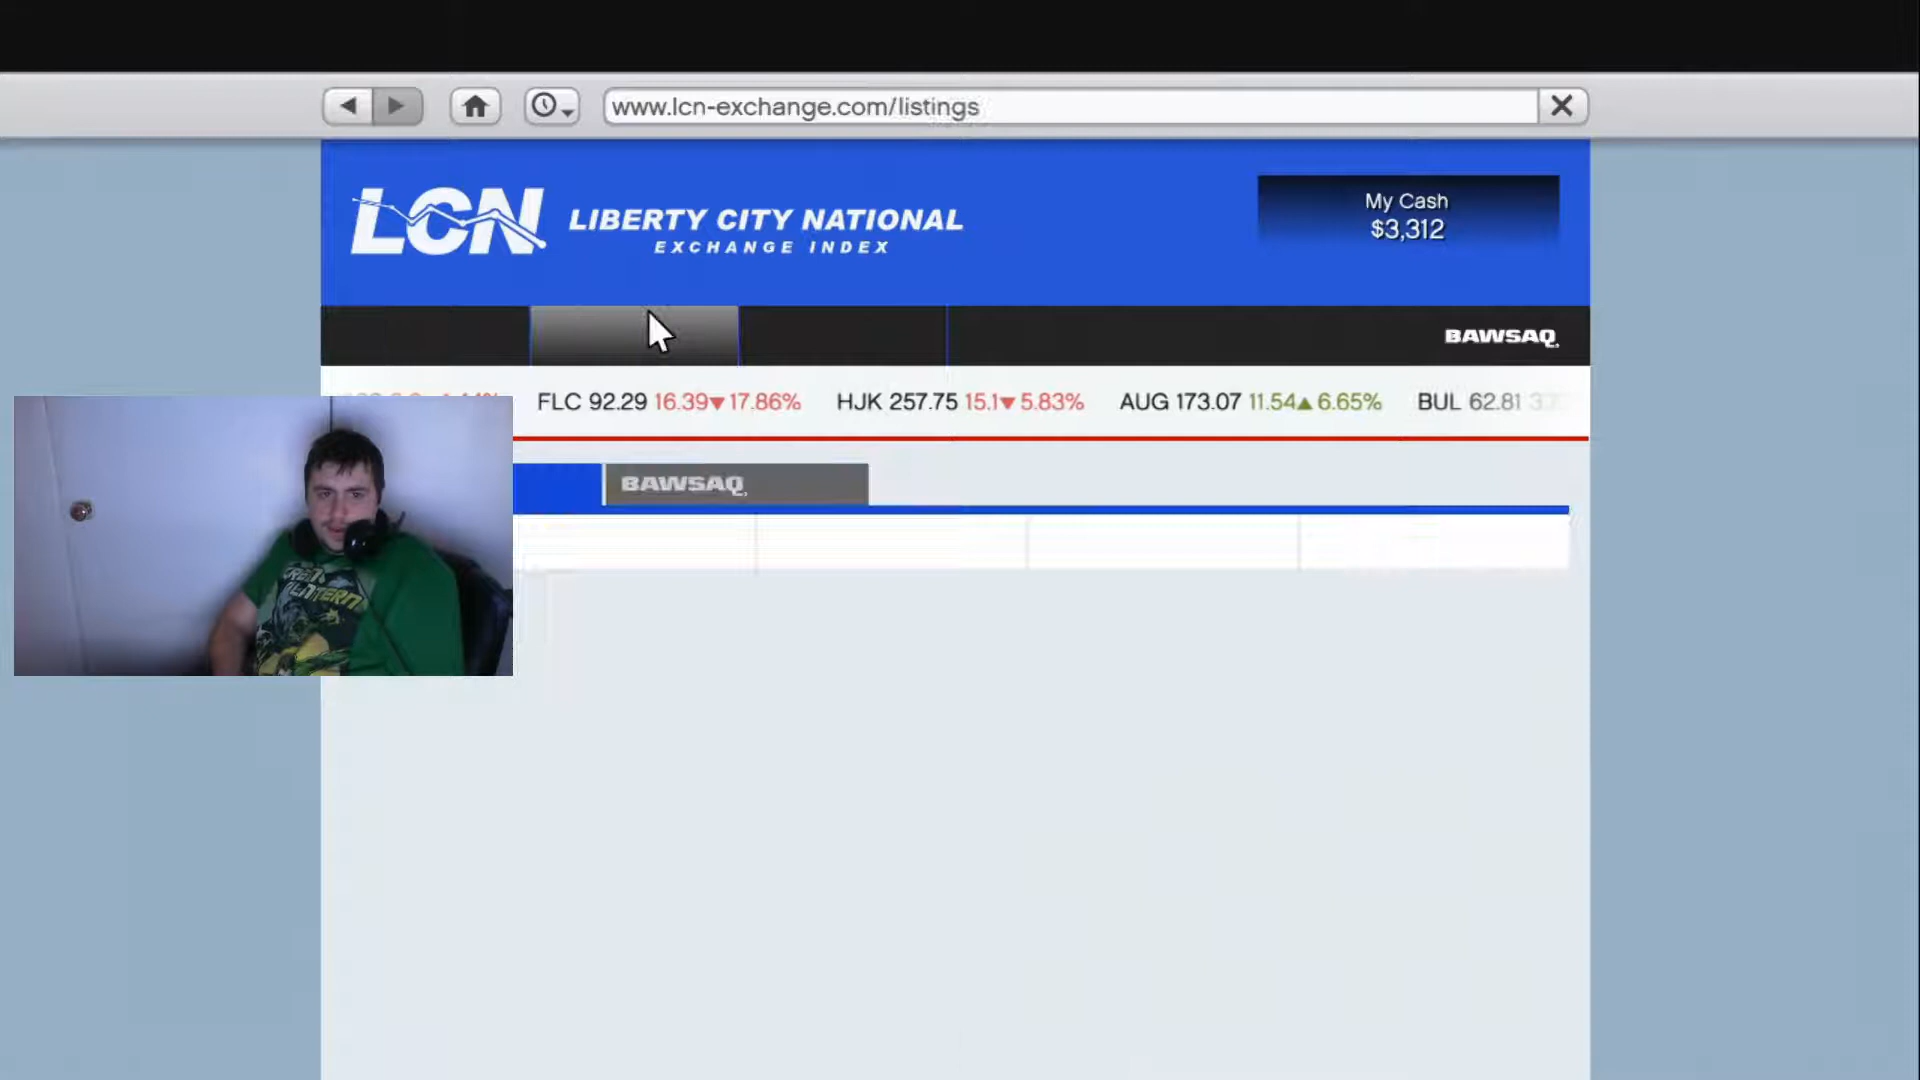 www.lcn-exchange.com/listings
LCN LIBERTY CITY NATIONAL
EXCHANGE INDEX
My Cash
$3,312
BAWSAQ
FLC 92.29 16.39▼17.86% HJK 257.75 15.1▼5.83% AUG 173.07 11.54▲6.65% BUL 62.81
BAWSAQ
GREEN
LANTERN